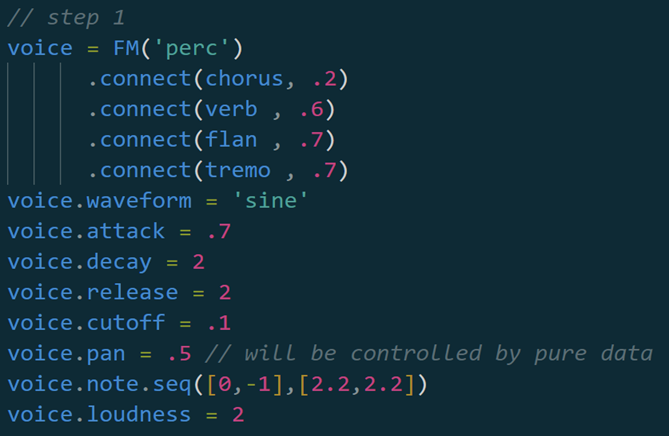 // step 1
voice = FM('perc')
.connect(chorus, .2)
.connect(verb , .6)
.connect(flan , .7)
.connect(tremo , .7)
voice.waveform = 'sine'
voice.attack = .7
voice.decay = 2
voice.release = 2
voice.cutoff = .1
voice.pan = .5 // will be controlled by pure data
voice.note.seq([0,-1],[2.2,2.2])
voice.loudness = 2